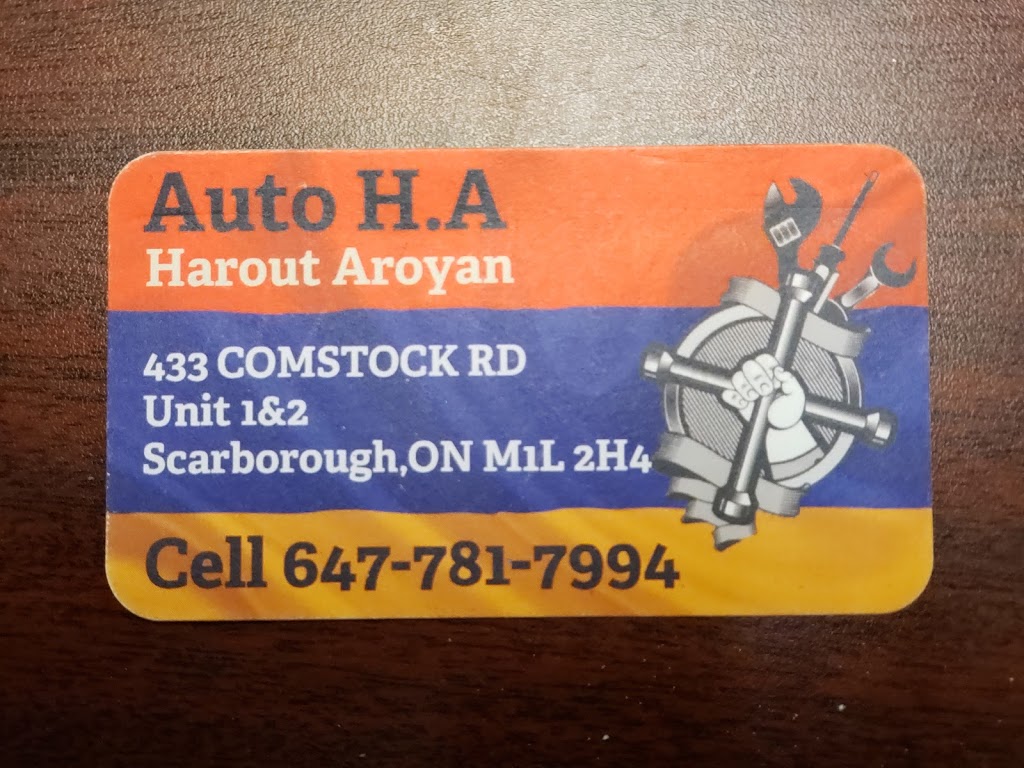 Auto H.A
Harout Aroyan
433 COMSTOCK RD
Unit 1&2
Scarborough,ON M1L 2H4
Cell 647-781-7994